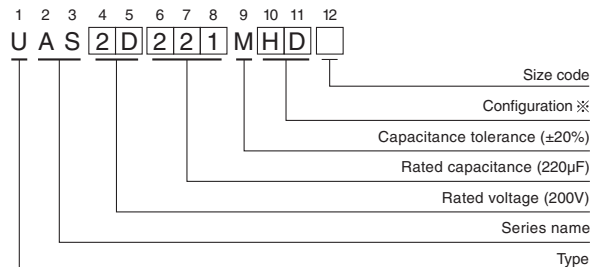 1 2 3 4 5 6 7 8 9 10 11 12
U A S 2 D 2 2 1 M H D
Size code
Configuration ※
Capacitance tolerance (±20%)
Rated capacitance (220µF)
Rated voltage (200V)
Series name
Type